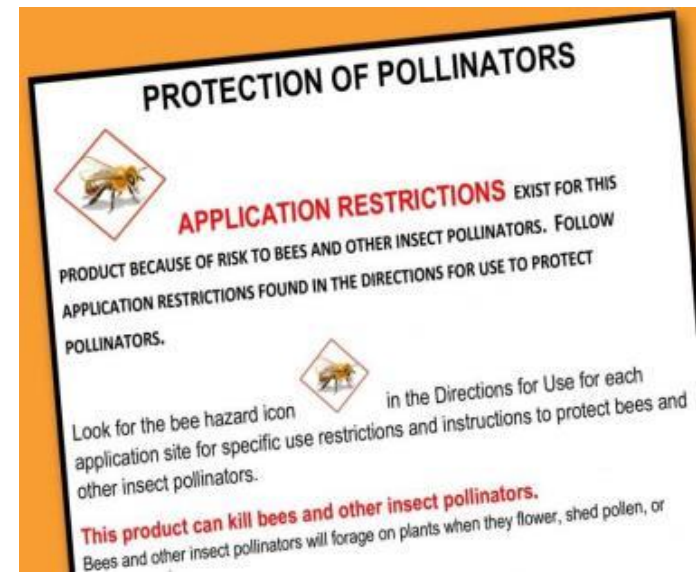 PROTECTION OF POLLINATORS
APPLICATION RESTRICTIONS EXIST FOR THIS
PRODUCT BECAUSE OF RISK TO BEES AND OTHER INSECT POLLINATORS. FOLLOW
APPLICATION RESTRICTIONS FOUND IN THE DIRECTIONS FOR USE TO PROTECT
POLLINATORS.
Look for the bee hazard icon in the Directions for Use for each
application site for specific use restrictions and instructions to protect bees and
other insect pollinators.
This product can kill bees and other insect pollinators.
Bees and other insect pollinators will forage on plants when they flower, shed pollen, or